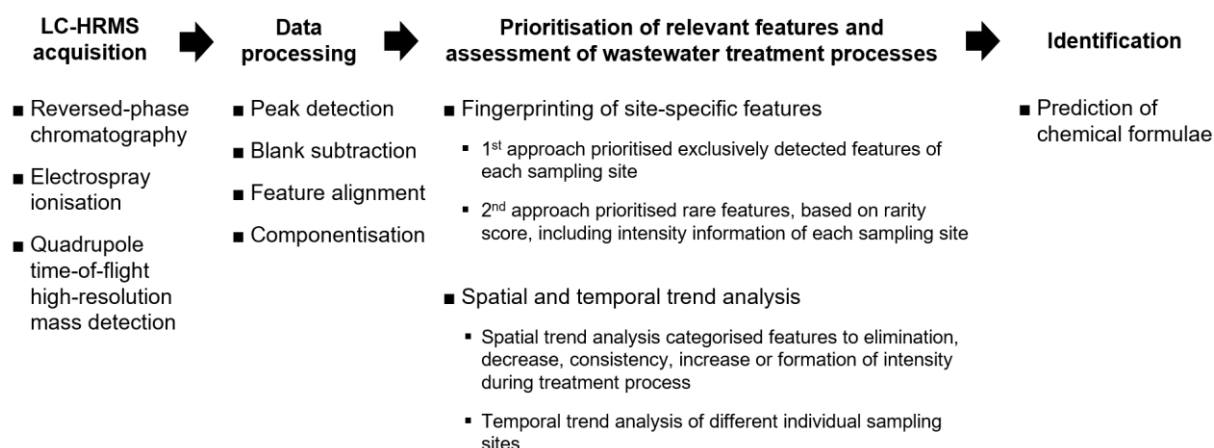 LC-HRMS
acquisition
Data
processing
Prioritisation of relevant features and
assessment of wastewater treatment processes
Identification
■ Reversed-phase
chromatography
■ Electrospray
ionisation
■ Quadrupole
time-of-flight
high-resolution
mass detection
■ Peak detection
■ Blank subtraction
■ Feature alignment
■ Componentisation
■ Fingerprinting of site-specific features
▪ 1st approach prioritised exclusively detected features of
each sampling site
▪ 2nd approach prioritised rare features, based on rarity
score, including intensity information of each sampling site
■ Spatial and temporal trend analysis
▪ Spatial trend analysis categorised features to elimination,
decrease, consistency, increase or formation of intensity
during treatment process
▪ Temporal trend analysis of different individual sampling
sites
■ Prediction of
chemical formulae